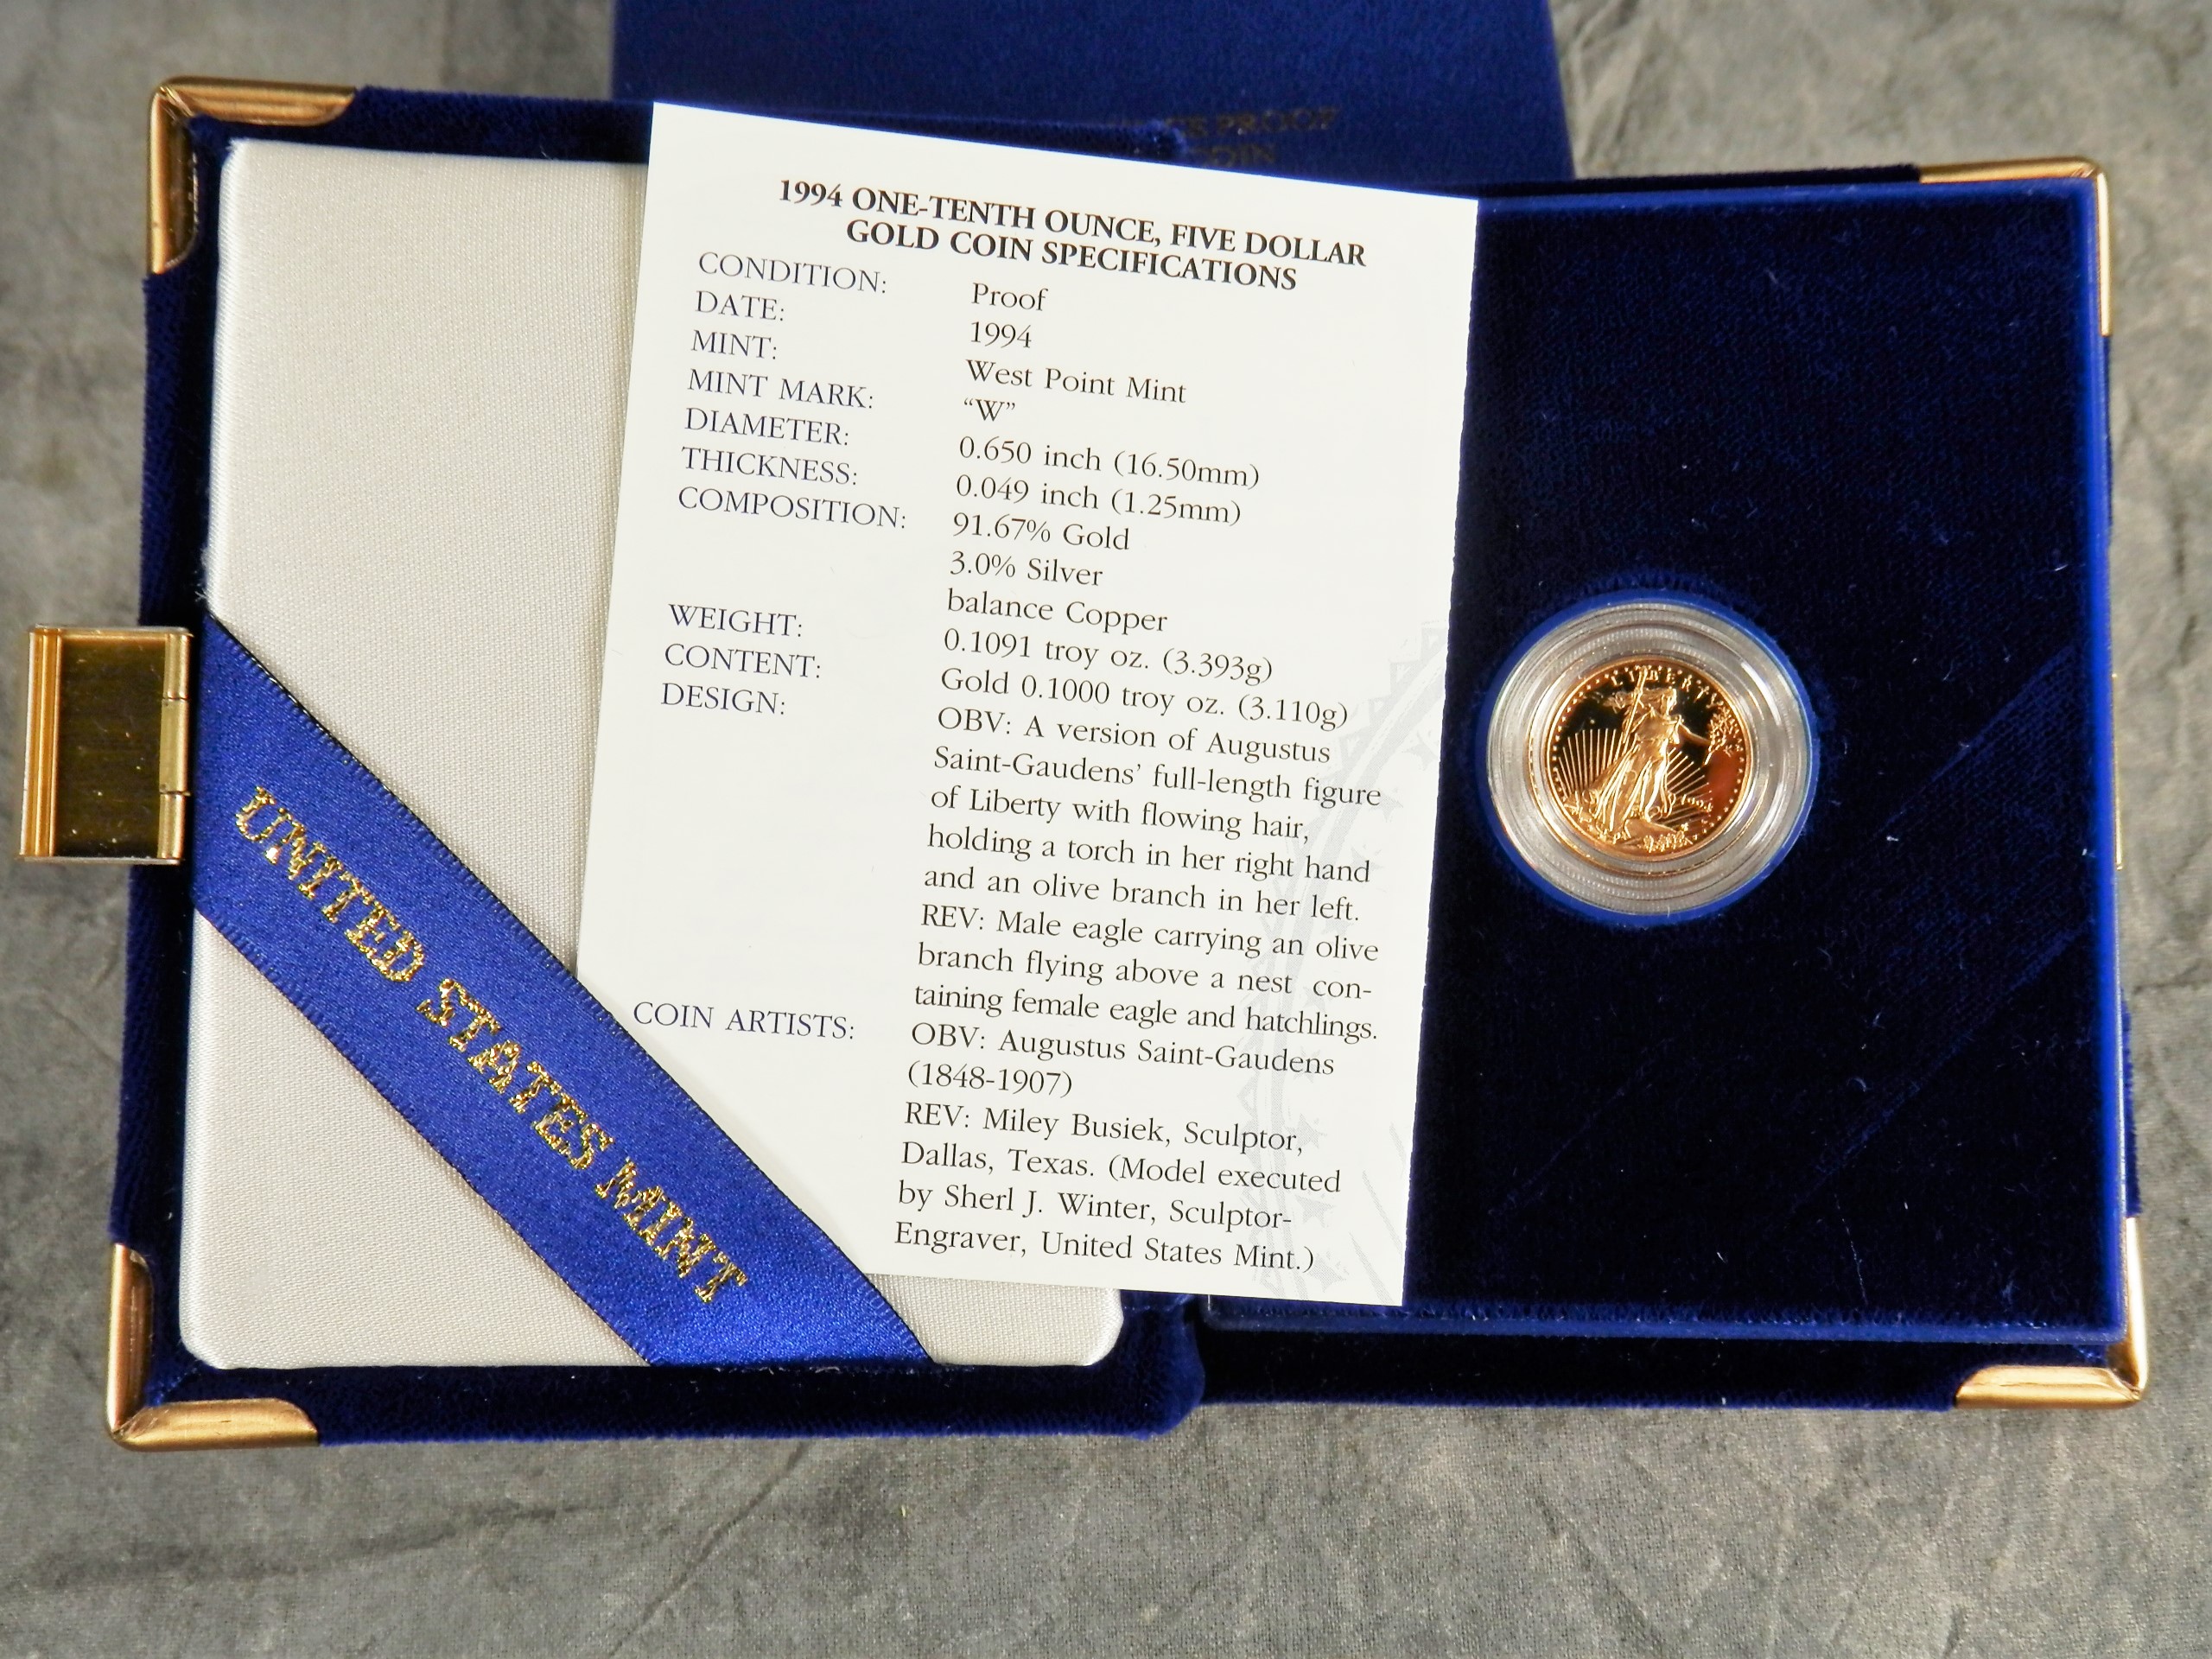 PROOF
COIN
1994 ONE-TENTH OUNCE, FIVE DOLLAR
GOLD COIN SPECIFICATIONS
CONDITION: Proof
DATE: 1994
MINT: West Point Mint
MINT MARK: “W”
DIAMETER: 0.650 inch (16.50mm)
THICKNESS: 0.049 inch (1.25mm)
COMPOSITION: 91.67% Gold
3.0% Silver
balance Copper
WEIGHT: 0.1091 troy oz. (3.393g)
CONTENT: Gold 0.1000 troy oz. (3.110g)
DESIGN: OBV: A version of Augustus
Saint-Gaudens’ full-length figure
of Liberty with flowing hair,
holding a torch in her right hand
and an olive branch in her left.
REV: Male eagle carrying an olive
branch flying above a nest con-
taining female eagle and hatchlings.
COIN ARTISTS: OBV: Augustus Saint-Gaudens
(1848-1907)
REV: Miley Busiek, Sculptor,
Dallas, Texas. (Model executed
by Sherl J. Winter, Sculptor-
Engraver, United States Mint.)
UNITED STATES MINT
LIBERTY
1994